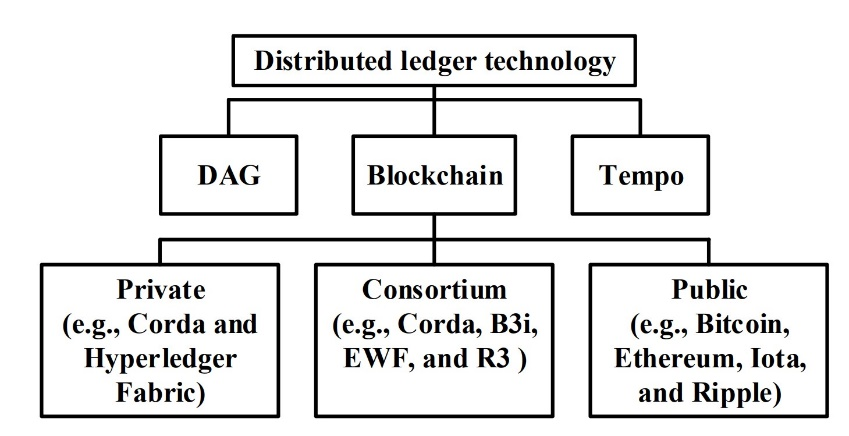 Distributed ledger technology
DAG
Blockchain
Tempo
Private
(e.g., Corda and
Hyperledger
Fabric)
Consortium
(e.g., Corda, B3i,
EWF, and R3 )
Public
(e.g., Bitcoin,
Ethereum, Iota,
and Ripple)